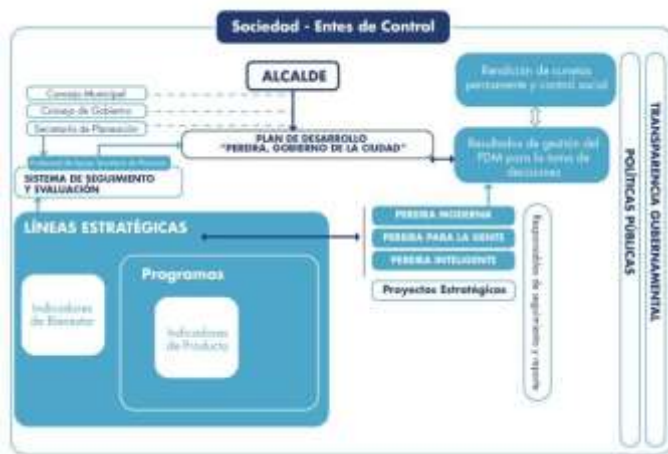 Sociedad - Entes de Control
ALCALDE
Rendición de cuentas
permanente y control social
Consejo Municipal
Consejo de Gobierno
Secretaría de Planeación
PLAN DE DESARROLLO
"PEREIRA, GOBIERNO DE LA CIUDAD"
Resultados de gestión del
PDM para la toma de
decisiones
SISTEMA DE SEGUIMIENTO
Y EVALUACIÓN
LÍNEAS ESTRATÉGICAS
PEREIRA MODERNA
PEREIRA PARA LA GENTE
PEREIRA INTELIGENTE
Proyectos Estratégicos
Programas
Indicadores
de Bienestar
Indicadores
de Producto
Responsables de seguimiento y reporte
POLÍTICAS PÚBLICAS
TRANSPARENCIA GUBERNAMENTAL